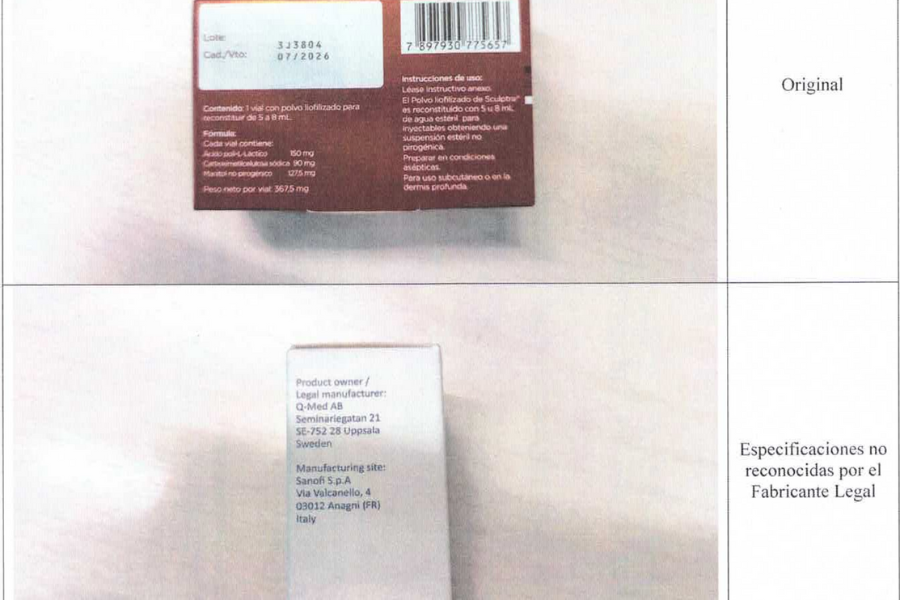 Lote:
Cad./Vto:
3J3804
07/2026
7 897930 775657
Contenido: 1 vial con polvo liofilizado para
reconstituir de 5 a 8 mL.
Fórmula:
Cada vial contiene:
Ácido poli-L-Láctico 150 mg
Carboximetilcelulosa sódica 90 mg
Manitol no pirogénico 127,5 mg
Peso neto por vial: 367,5 mg
Instrucciones de uso:
Léase instructivo anexo.
El Polvo liofilizado de Sculptra®
es reconstituido con 5 u 8 mL
de agua estéril para
inyectables obteniendo una
suspensión estéril no
pirogénica.
Preparar en condiciones
asépticas.
Para uso subcutáneo o en la
dermis profunda.
Original
Product owner /
Legal manufacturer:
Q-Med AB
Seminariegatan 21
SE-752 28 Uppsala
Sweden
Manufacturing site:
Sanofi S.p.A
Via Valcanello, 4
03012 Anagni (FR)
Italy
Especificaciones no
reconocidas por el
Fabricante Legal